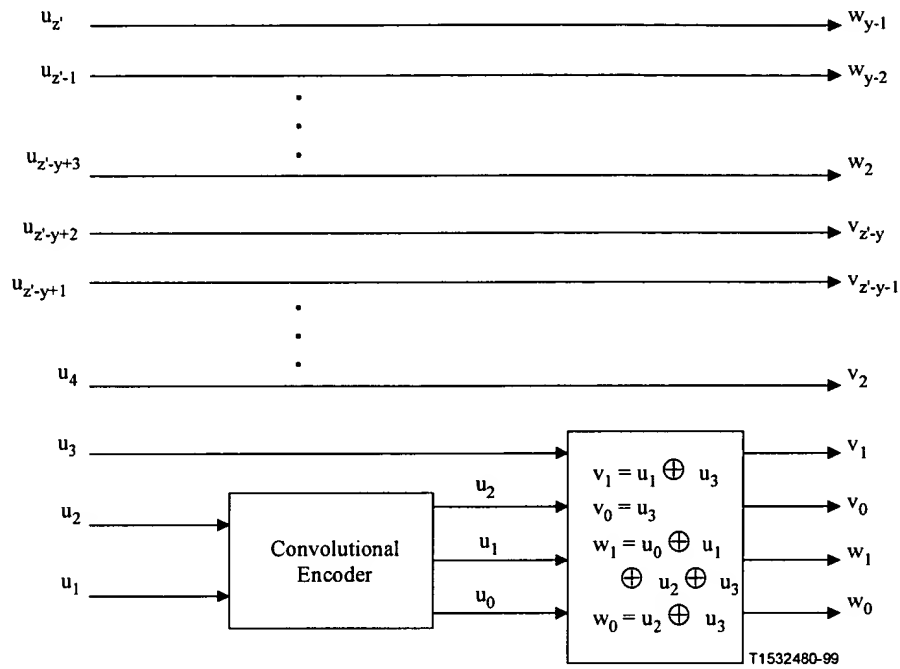 u_z' w_y-1
u_z'-1 w_y-2
u_z'-y+3 w_2
u_z'-y+2 v_z'-y
u_z'-y+1 v_z'-y-1
u_4 v_2
u_3 v_1
v_1 = u_1 ⊕ u_3
u_2 u_2 v_0 = u_3 v_0
Convolutional
Encoder
u_1 w_1 = u_0 ⊕ u_1 w_1
u_1 ⊕ u_2 ⊕ u_3
u_0 w_0 = u_2 ⊕ u_3 w_0
T1532480-99